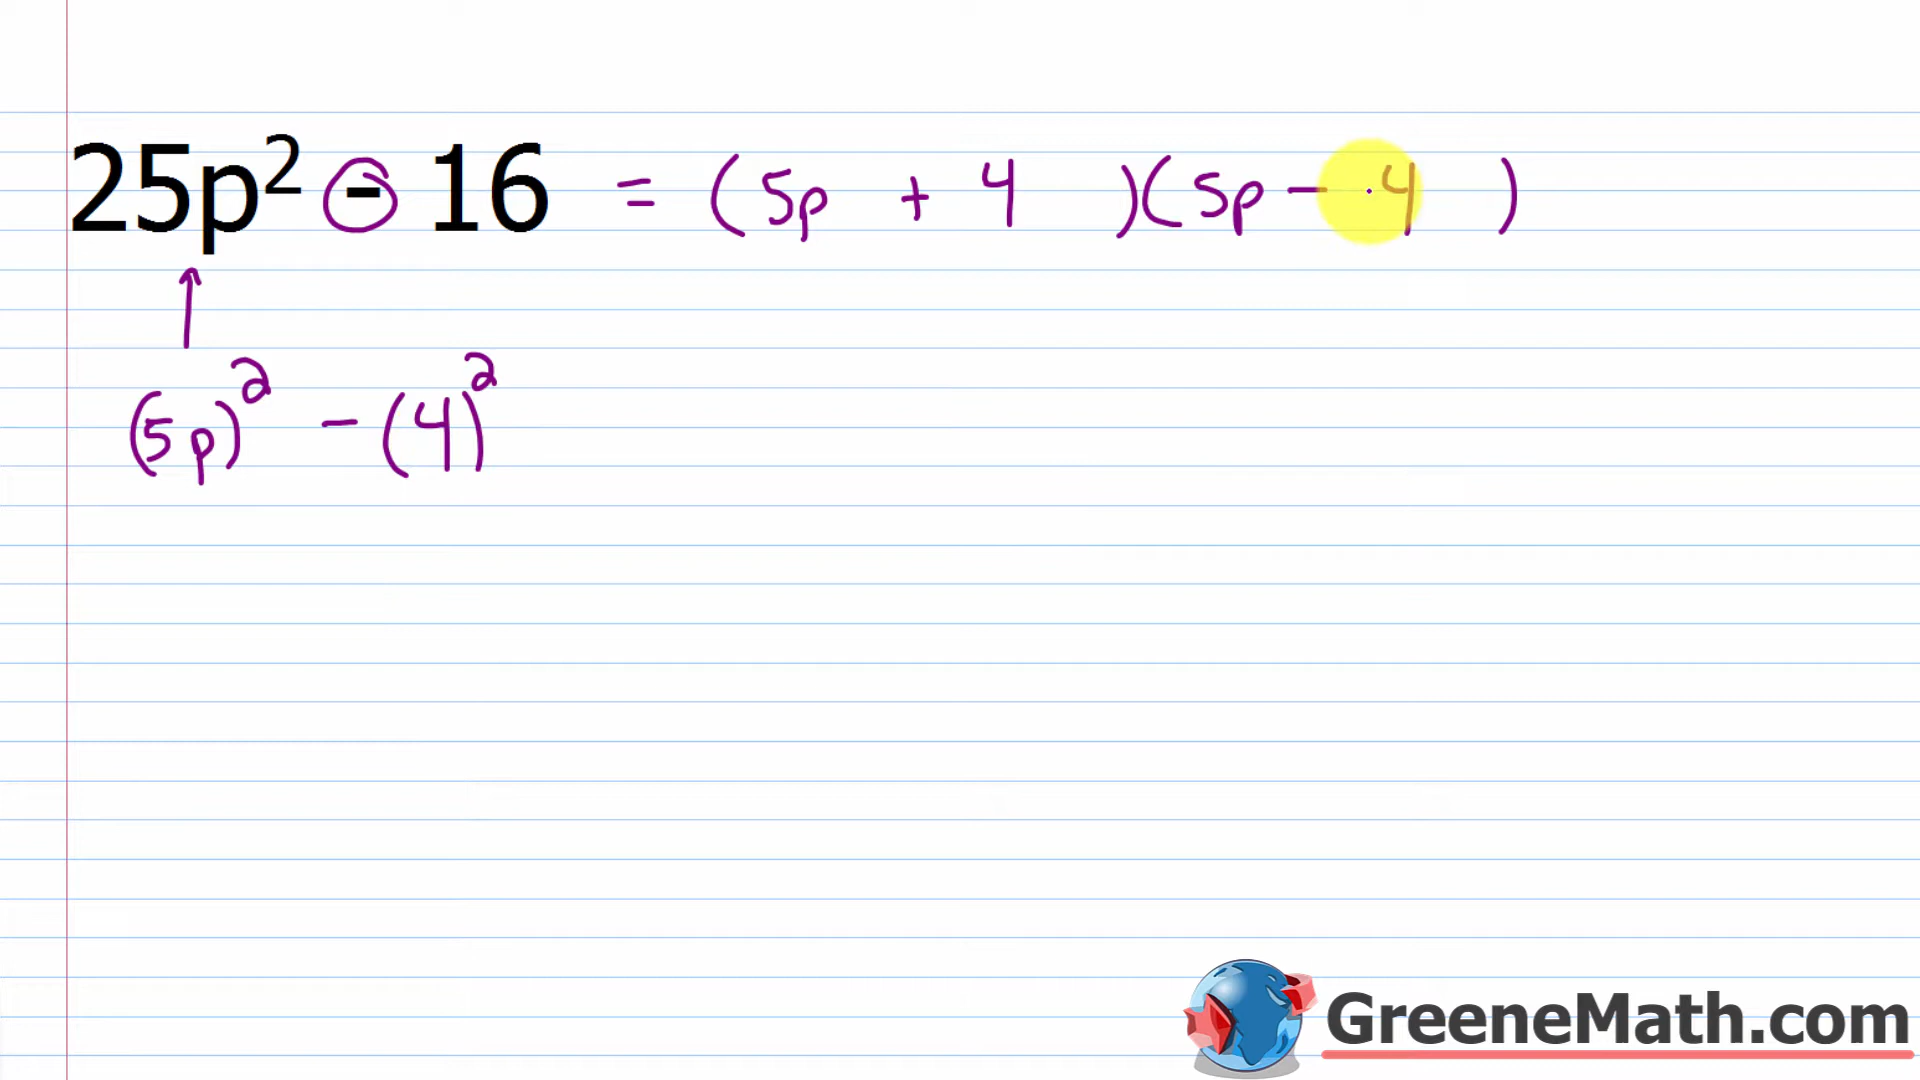 25p² - 16 = (5p + 4)(5p - 4)
(5p)² - (4)²
GreeneMath.com